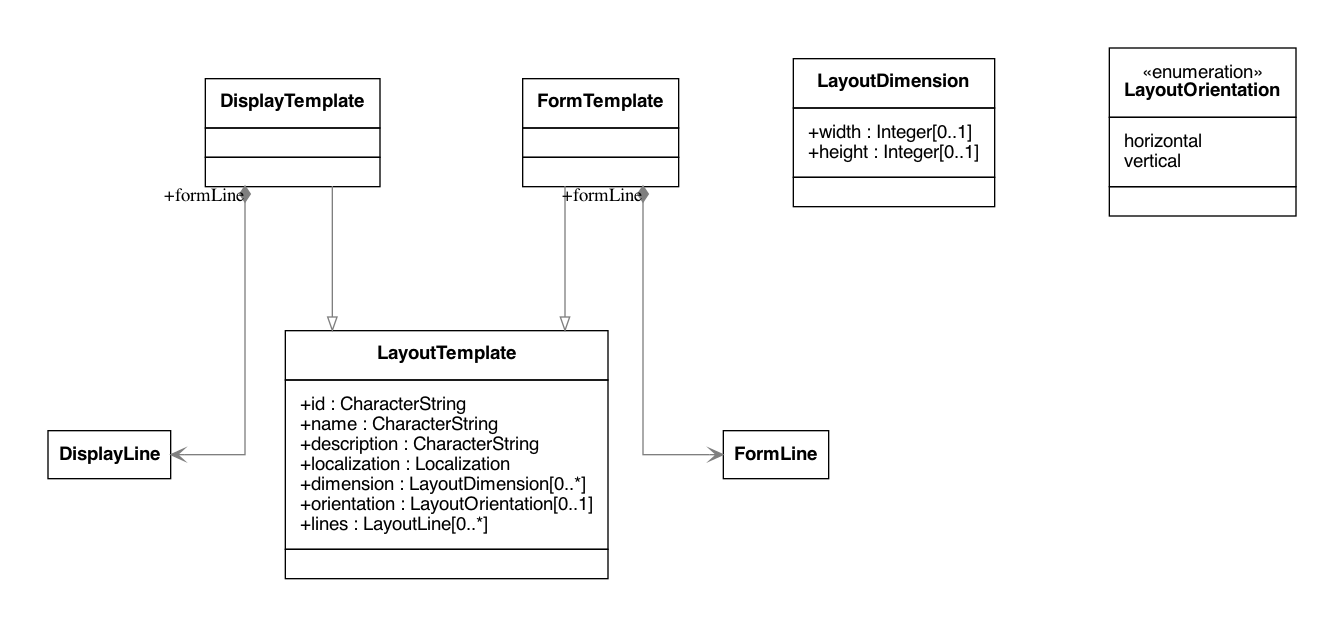 DisplayTemplate
+formLine
FormTemplate
+formLine
LayoutDimension
+width : Integer[0..1]
+height : Integer[0..1]
«enumeration»
LayoutOrientation
horizontal
vertical
DisplayLine
LayoutTemplate
+id : CharacterString
+name : CharacterString
+description : CharacterString
+localization : Localization
+dimension : LayoutDimension[0..*]
+orientation : LayoutOrientation[0..1]
+lines : LayoutLine[0..*]
FormLine